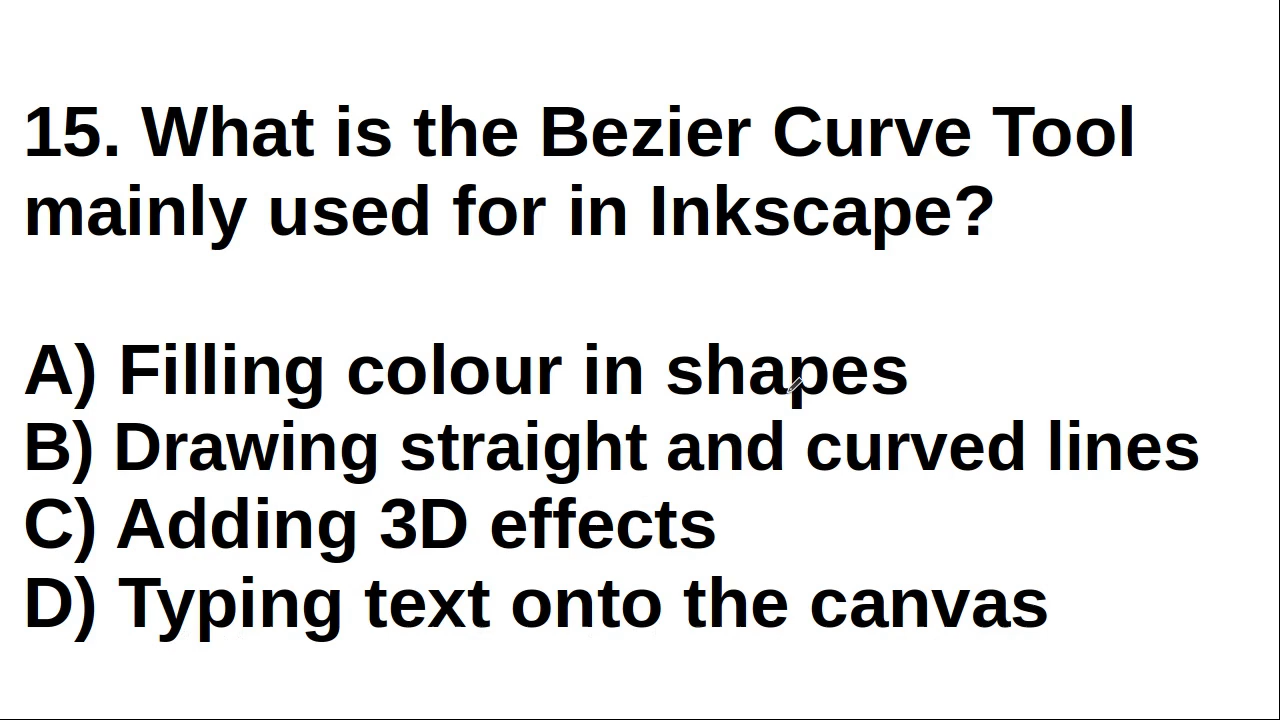 15. What is the Bezier Curve Tool
mainly used for in Inkscape?
A) Filling colour in shapes
B) Drawing straight and curved lines
C) Adding 3D effects
D) Typing text onto the canvas